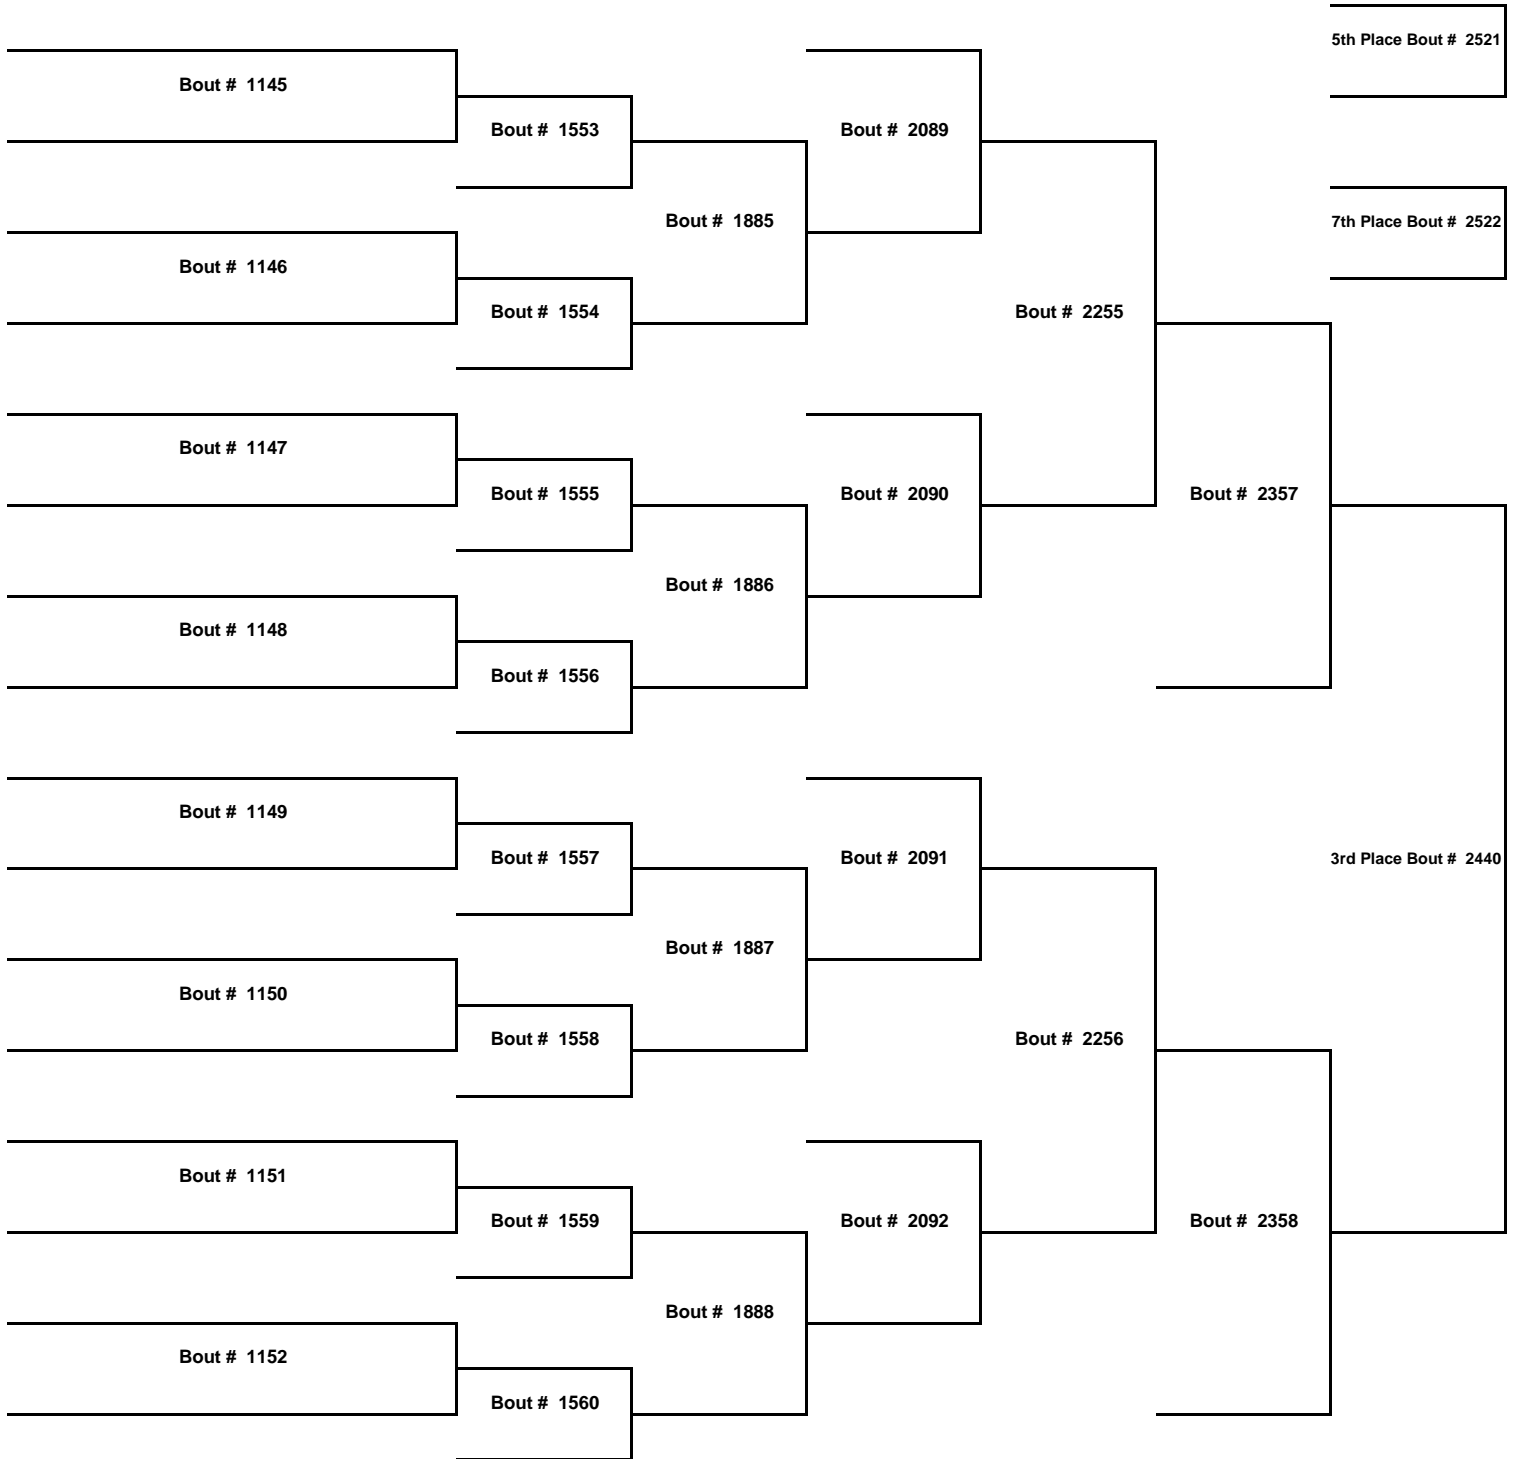 5th Place Bout # 2521
Bout # 1145
Bout # 1553
Bout # 2089
Bout # 1885
7th Place Bout # 2522
Bout # 1146
Bout # 1554
Bout # 2255
Bout # 1147
Bout # 1555
Bout # 2090
Bout # 2357
Bout # 1886
Bout # 1148
Bout # 1556
Bout # 1149
Bout # 1557
Bout # 2091
3rd Place Bout # 2440
Bout # 1887
Bout # 1150
Bout # 1558
Bout # 2256
Bout # 1151
Bout # 1559
Bout # 2092
Bout # 2358
Bout # 1888
Bout # 1152
Bout # 1560